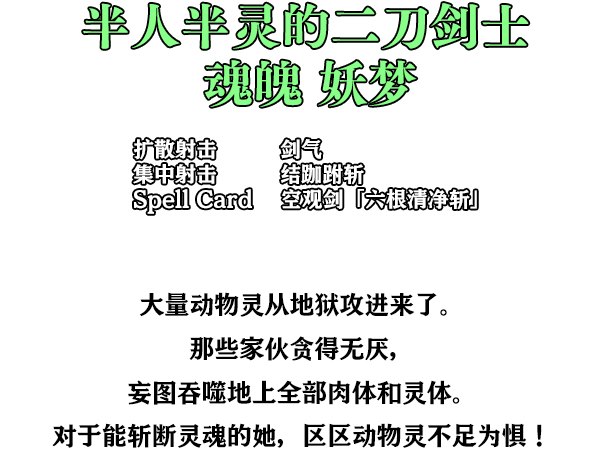 半人半灵的二刀剑士
魂魄 妖梦
扩散射击 剑气
集中射击 结跏跗斩
Spell Card 空观剑「六根清净斩」
大量动物灵从地狱攻进来了。
那些家伙贪得无厌，
妄图吞噬地上全部肉体和灵体。
对于能斩断灵魂的她，区区动物灵不足为惧！